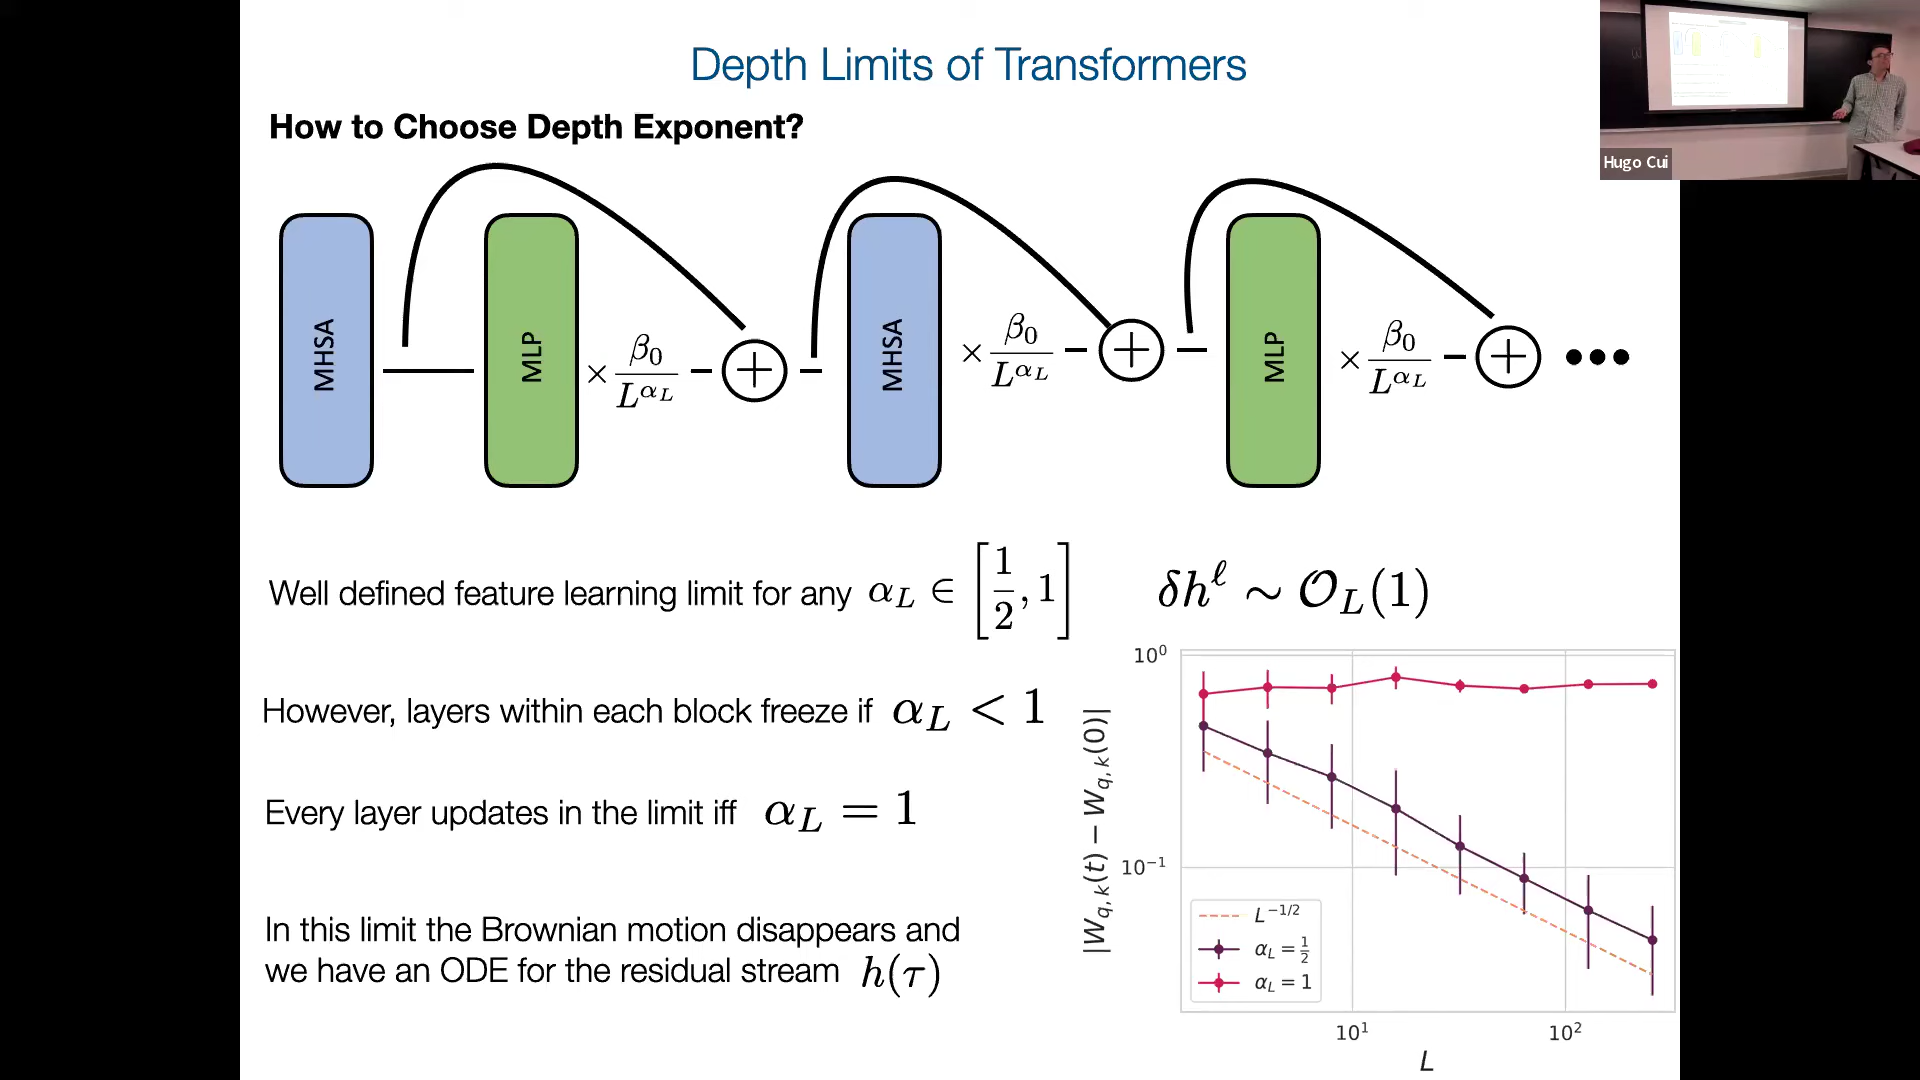 Depth Limits of Transformers
How to Choose Depth Exponent?
Hugo Cui
MHSA
MLP
× β₀ / L^{α_L}
+
MHSA
× β₀ / L^{α_L}
+
MLP
× β₀ / L^{α_L}
+
•••
Well defined feature learning limit for any α_L ∈ [1/2, 1]
δh^ℓ ∼ 𝒪_L(1)
However, layers within each block freeze if α_L < 1
Every layer updates in the limit iff α_L = 1
In this limit the Brownian motion disappears and
we have an ODE for the residual stream h(τ)
|W_{q,k}(t) − W_{q,k}(0)|
10⁰
10⁻¹
L^{−1/2}
α_L = 1/2
α_L = 1
10¹
10²
L